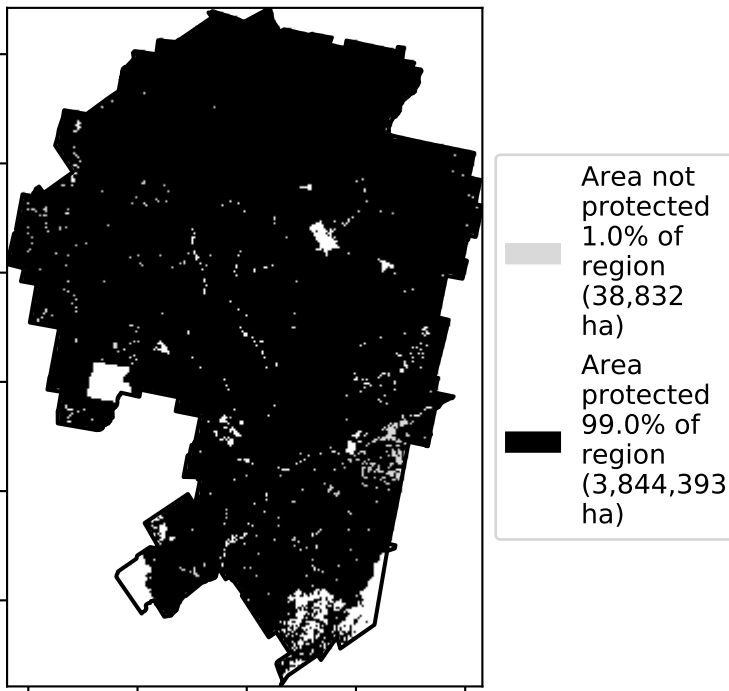 Area not
protected
1.0% of
region
(38,832
ha)
Area
protected
99.0% of
region
(3,844,393
ha)